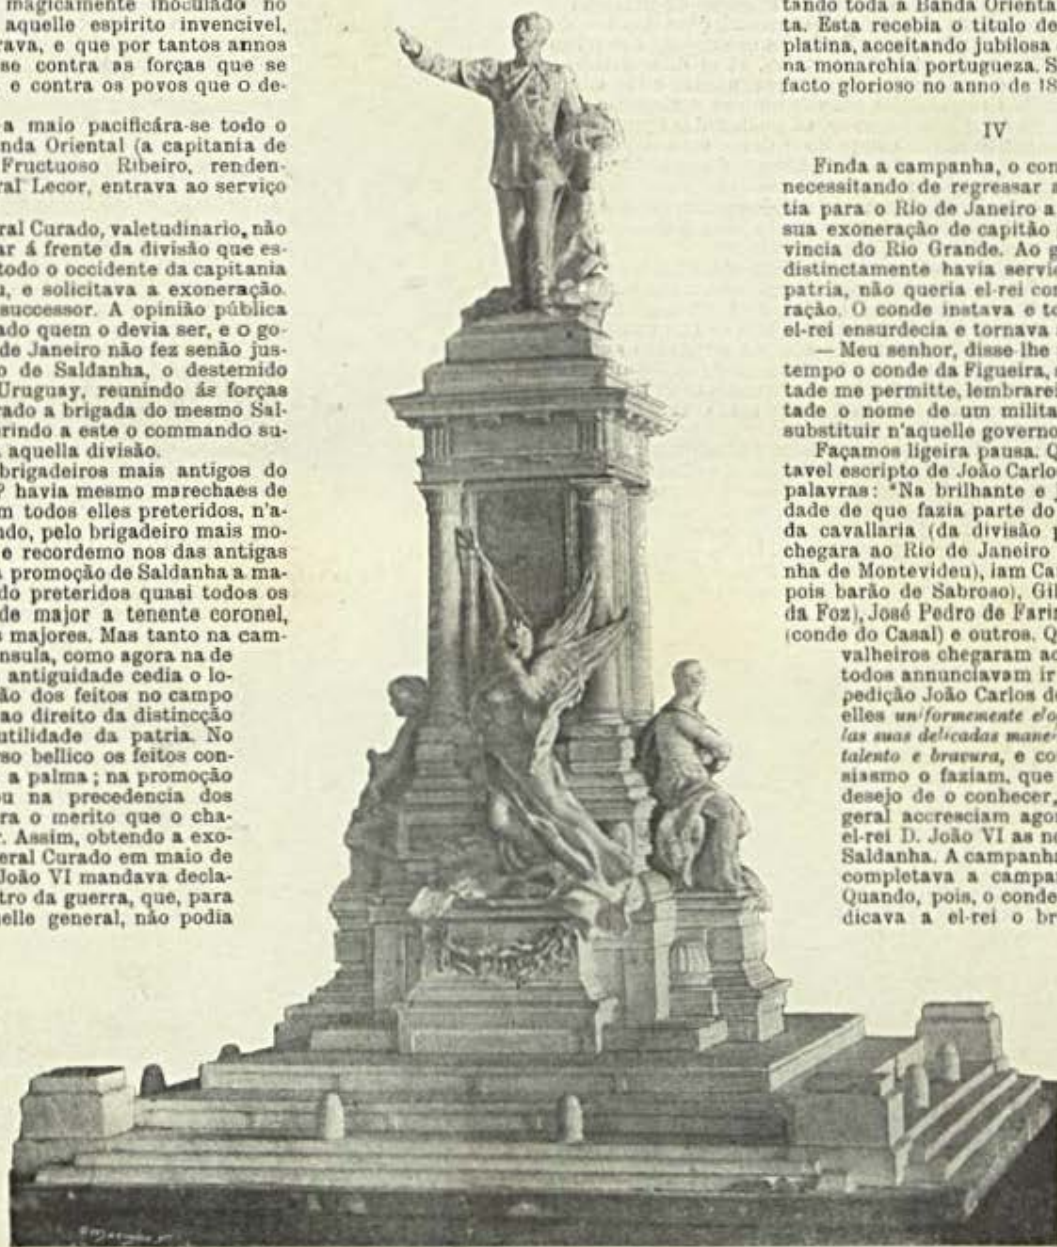 magicamente inoculado no
aquelle espirito invencivel,
rava, e que por tantos annos
se contra as forças que se
e contra os povos que o de-
a maio pacificára-se todo o
nda Oriental (a capitania de
Fructuoso Ribeiro, renden-
ral Lecor, entrava ao serviço
ral Curado, valetudinario, não
ar á frente da divisão que es-
todo o occidente da capitania
u, e solicitava a exoneração.
successor. A opinião pública
ado quem o devia ser, e o go-
de Janeiro não fez senão jus-
o de Saldanha, o destemido
Uruguay, reunindo ás forças
rado a brigada do mesmo Sal-
rindo a este o commando su-
aquella divisão.
brigadeiros mais antigos do
? havia mesmo marechaes de
m todos elles preteridos, n'a-
ndo, pelo brigadeiro mais mo-
e recordemo nos das antigas
a promoção de Saldanha a ma-
do preteridos quasi todos os
de major a tenente coronel,
s majores. Mas tanto na cam-
nsula, como agora na de
antiguidade cedia o lo-
ão dos feitos no campo
ao direito da distincção
utilidade da patria. No
so bellico os feitos con-
a palma; na promoção
ou na precedencia dos
ra o merito que o cha-
r. Assim, obtendo a exo-
eral Curado em maio de
João VI mandava decla-
tro da guerra, que, para
uelle general, não podia
tando toda a Banda Oriental
ta. Esta recebia o titulo de
platina, acceitando jubilosa
na monarchia portugueza. S
facto glorioso no anno de 18
IV
Finda a campanha, o con
necessitando de regressar a
tia para o Rio de Janeiro a
sua exoneração de capitão
vincia do Rio Grande. Ao g
distinctamente havia servi
patria, não queria el-rei con
ração. O conde instava e to
el-rei ensurdecia e tornava
— Meu senhor, disse-lhe
tempo o conde da Figueira,
tade me permitte, lembrarei
tade o nome de um milita
substituir n'aquelle governo
Façamos ligeira pausa. Q
tavel escripto de João Carlos
palavras: "Na brilhante e
dade de que fazia parte do
da cavallaria (da divisão p
chegara ao Rio de Janeiro
nha de Montevideu), iam Ca
pois barão de Sabroso), Gil
da Foz), José Pedro de Fari
(conde do Casal) e outros. Q
valheiros chegaram ao
todos annunciavam ir
pedição João Carlos de
elles uniformemente elo
las suas delicadas mane-
talento e bravura, e co
siasmo o faziam, que
desejo de o conhecer.
geral accresciam agor
el-rei D. João VI as no
Saldanha. A campanha
completava a campan
Quando, pois, o conde
dicava a el-rei o br